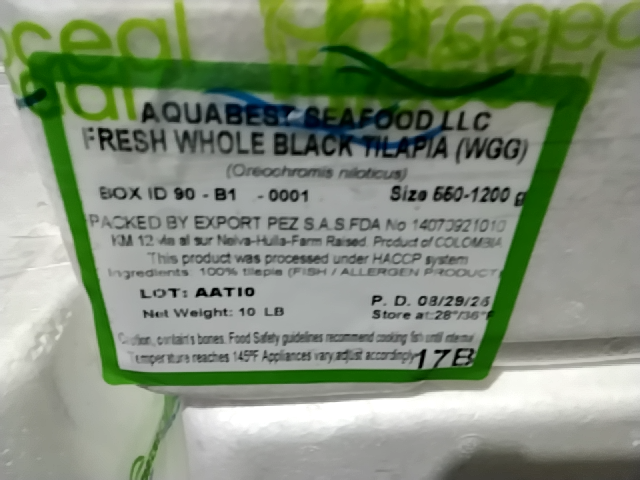 AQUABEST SEAFOOD LLC
FRESH WHOLE BLACK TILAPIA (WGG)
(Oreochromis niloticus)
BOX ID 90 - B1 - 0001 Size 550-1200 g
PACKED BY EXPORT PEZ S.A.S.FDA No
KM 12 via al sur Neiva-Huila-Farm Raised. Product of COLOMBIA
This product was processed under HACCP system
Ingredients: 100% tilapia (FISH / ALLERGEN PRODUCT)
LOT: P. D.
Net Weight: 10 LB Store at:28°/36°F
Caution, contains bones. Food Safety guidelines recommend cooking fish until internal
Temperature reaches 145°F Appliances vary,adjust accordingly 17B